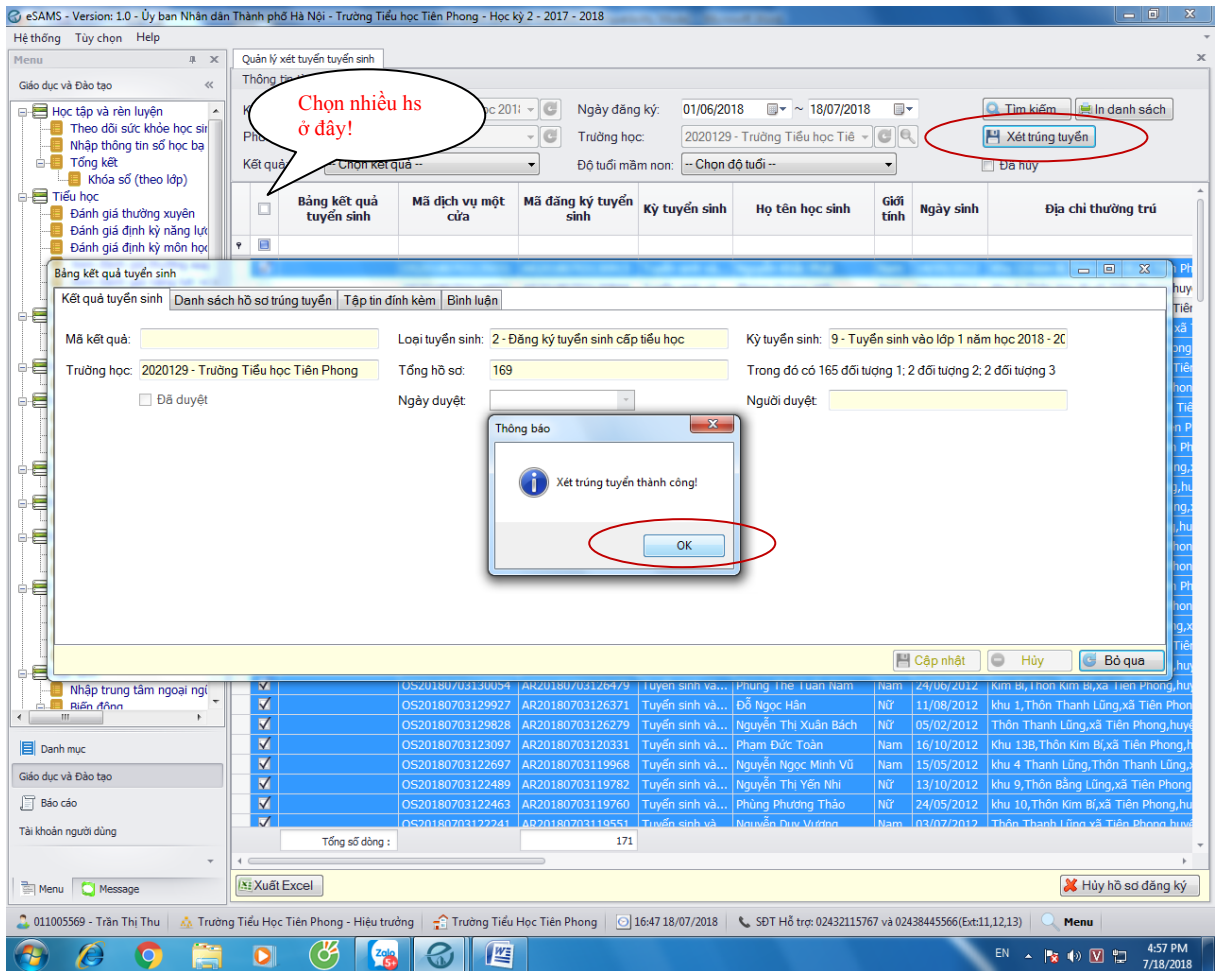 eSAMS - Version: 1.0 - Ủy ban Nhân dân Thành phố Hà Nội - Trường Tiểu học Tiên Phong - Học kỳ 2 - 2017 - 2018
Hệ thống Tùy chọn Help
Menu
Quản lý xét tuyển tuyển sinh
Giáo dục và Đào tạo
Thông
Chọn nhiều hs
ở đây!
Ngày đăng ký: 01/06/2018 ~ 18/07/2018
Tìm kiếm In danh sách
Trường học: 2020129 - Trường Tiểu học Tiê
Xét trúng tuyển
Kết quả -- Chọn kết quả --
Độ tuổi mầm non: -- Chọn độ tuổi --
Đã hủy
Học tập và rèn luyện
Theo dõi sức khỏe học sir
Nhập thông tin sổ học bạ
Tổng kết
Khóa sổ (theo lớp)
Tiểu học
Đánh giá thường xuyên
Đánh giá định kỳ năng lực
Đánh giá định kỳ môn học
Bảng kết quả tuyển sinh
Mã dịch vụ một cửa
Mã đăng ký tuyển sinh
Kỳ tuyển sinh
Họ tên học sinh
Giới tính
Ngày sinh
Địa chỉ thường trú
Bảng kết quả tuyển sinh
Kết quả tuyển sinh Danh sách hồ sơ trúng tuyển Tập tin đính kèm Bình luận
Mã kết quả: Loại tuyển sinh: 2 - Đăng ký tuyển sinh cấp tiểu học Kỳ tuyển sinh: 9 - Tuyển sinh vào lớp 1 năm học 2018 - 20
Trường học: 2020129 - Trường Tiểu học Tiên Phong Tổng hồ sơ: 169 Trong đó có 165 đối tượng 1; 2 đối tượng 2; 2 đối tượng 3
Đã duyệt Ngày duyệt: Người duyệt:
Thông báo
Xét trúng tuyển thành công!
OK
Cập nhật Hủy Bỏ qua
Nhập trung tâm ngoại ngữ
Biến động
OS20180703130054 AR20180703126479 Tuyển sinh và... Phùng Thế Tuấn Nam Nam 24/06/2012 Kim Bí,Thôn Kim Bí,xã Tiên Phong,huy
OS20180703129927 AR20180703126371 Tuyển sinh và... Đỗ Ngọc Hân Nữ 11/08/2012 khu 1,Thôn Thanh Lũng,xã Tiên Phon
OS20180703129828 AR20180703126279 Tuyển sinh và... Nguyễn Thị Xuân Bách Nữ 05/02/2012 Thôn Thanh Lũng,xã Tiên Phong,huyệ
OS20180703123097 AR20180703120331 Tuyển sinh và... Phạm Đức Toàn Nam 16/10/2012 Khu 13B,Thôn Kim Bí,xã Tiên Phong,h
OS20180703122697 AR20180703119968 Tuyển sinh và... Nguyễn Ngọc Minh Vũ Nam 15/05/2012 khu 4 Thanh Lũng,Thôn Thanh Lũng,x
OS20180703122489 AR20180703119782 Tuyển sinh và... Nguyễn Thị Yến Nhi Nữ 13/10/2012 khu 9,Thôn Bằng Lũng,xã Tiên Phong
OS20180703122463 AR20180703119760 Tuyển sinh và... Phùng Phương Thảo Nữ 24/05/2012 khu 10,Thôn Kim Bí,xã Tiên Phong,hu
OS20180703122241 AR20180703119551 Tuyển sinh và... Nguyễn Duy Vương Nam 03/07/2012 Thôn Thanh Lũng,xã Tiên Phong,huyệ
Danh mục
Giáo dục và Đào tạo
Báo cáo
Tài khoản người dùng
Tổng số dòng : 171
Menu Message
Xuất Excel
Hủy hồ sơ đăng ký
011005569 - Trần Thị Thu Trường Tiểu Học Tiên Phong - Hiệu trưởng Trường Tiểu Học Tiên Phong 16:47 18/07/2018 SĐT Hỗ trợ: 02432115767 và 02438445566(Ext:11,12,13) Menu
Zalo
5+
EN
4:57 PM
7/18/2018